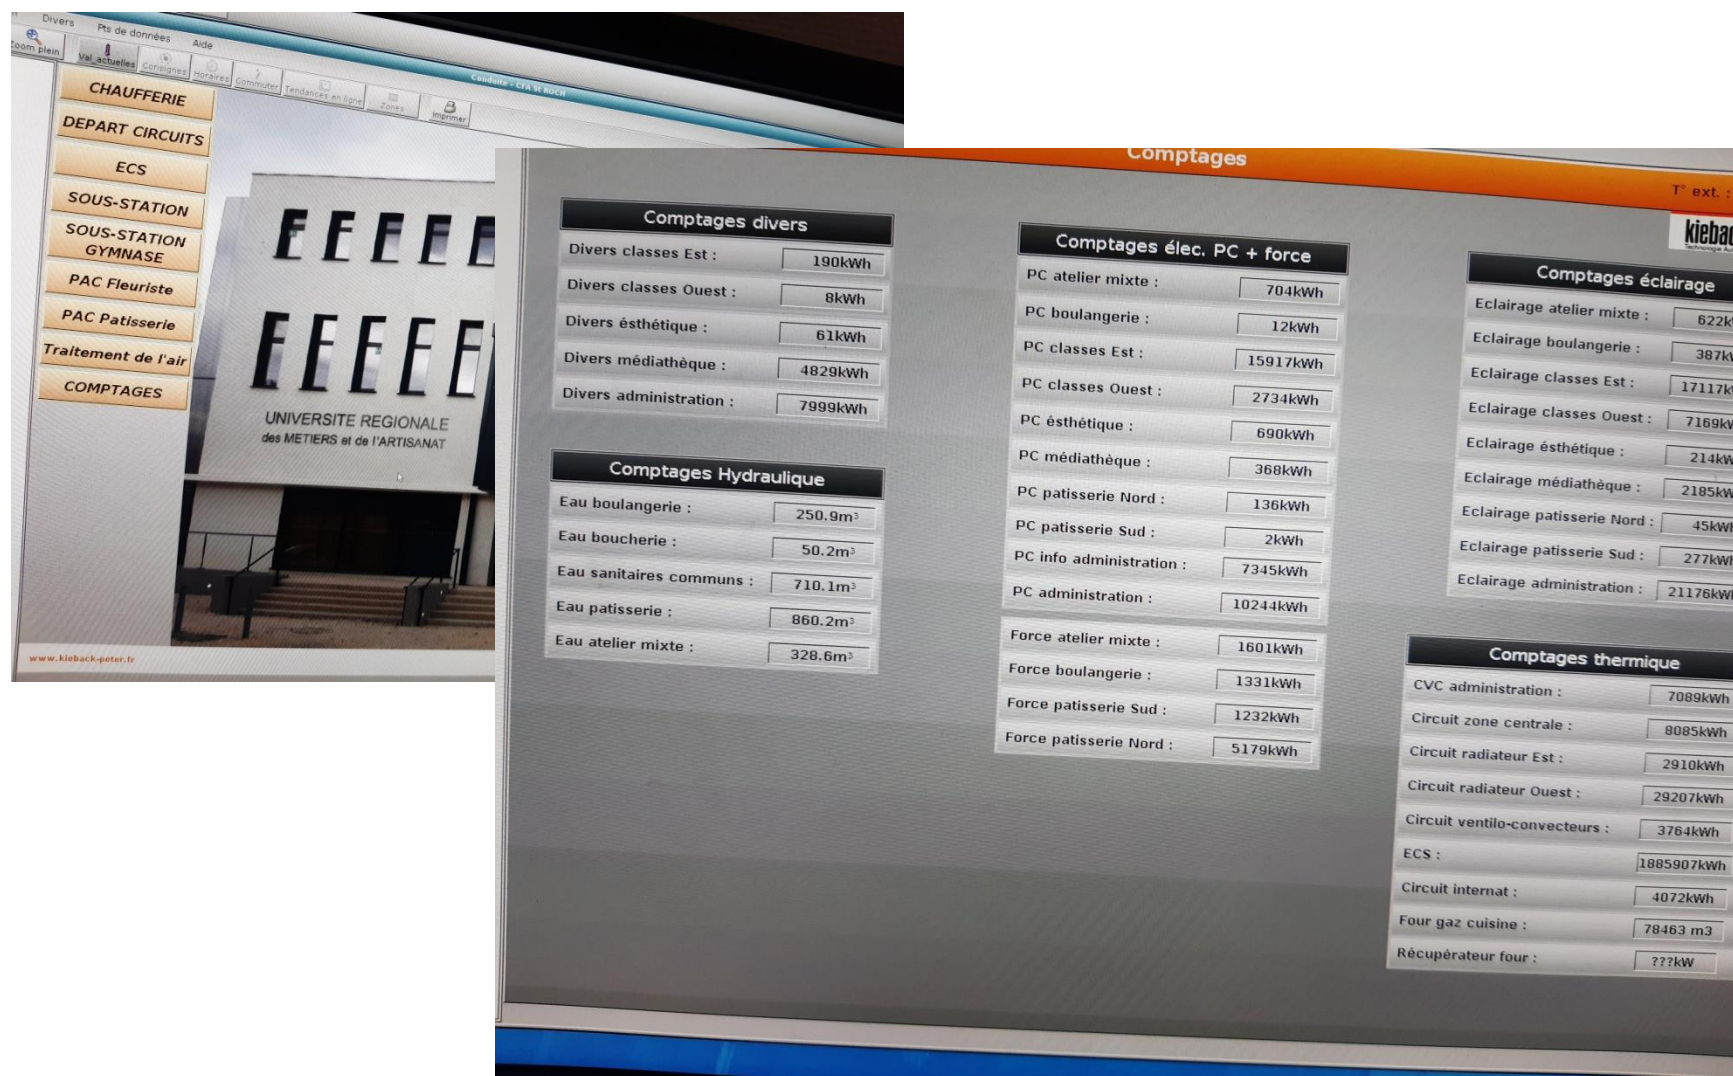 Divers
Pts de données
Aide
Zoom plein
Val_actuelles
Consignes
Horaires
Commuter
Tendances en ligne
Zones
Imprimer
Conduite - CFA St ROCH
CHAUFFERIE
DEPART CIRCUITS
ECS
SOUS-STATION
SOUS-STATION
GYMNASE
PAC Fleuriste
PAC Patisserie
Traitement de l'air
COMPTAGES
UNIVERSITE REGIONALE
des METIERS et de l'ARTISANAT
www.kieback-peter.fr
Comptages
T° ext. :
Comptages divers
Divers classes Est : 190kWh
Divers classes Ouest : 8kWh
Divers ésthétique : 61kWh
Divers médiathèque : 4829kWh
Divers administration : 7999kWh
Comptages Hydraulique
Eau boulangerie : 250.9m³
Eau boucherie : 50.2m³
Eau sanitaires communs : 710.1m³
Eau patisserie : 860.2m³
Eau atelier mixte : 328.6m³
Comptages élec. PC + force
PC atelier mixte : 704kWh
PC boulangerie : 12kWh
PC classes Est : 15917kWh
PC classes Ouest : 2734kWh
PC ésthétique : 690kWh
PC médiathèque : 368kWh
PC patisserie Nord : 136kWh
PC patisserie Sud : 2kWh
PC info administration : 7345kWh
PC administration : 10244kWh
Force atelier mixte : 1601kWh
Force boulangerie : 1331kWh
Force patisserie Sud : 1232kWh
Force patisserie Nord : 5179kWh
kieback
Comptages éclairage
Eclairage atelier mixte : 622k
Eclairage boulangerie : 387k
Eclairage classes Est : 17117k
Eclairage classes Ouest : 7169kW
Eclairage ésthétique : 214kW
Eclairage médiathèque : 2185kW
Eclairage patisserie Nord : 45kWh
Eclairage patisserie Sud : 277kWh
Eclairage administration : 21176kWh
Comptages thermique
CVC administration : 7089kWh
Circuit zone centrale : 8085kWh
Circuit radiateur Est : 2910kWh
Circuit radiateur Ouest : 29207kWh
Circuit ventilo-convecteurs : 3764kWh
ECS : 1885907kWh
Circuit internat : 4072kWh
Four gaz cuisine : 78463 m3
Récupérateur four : ???kW